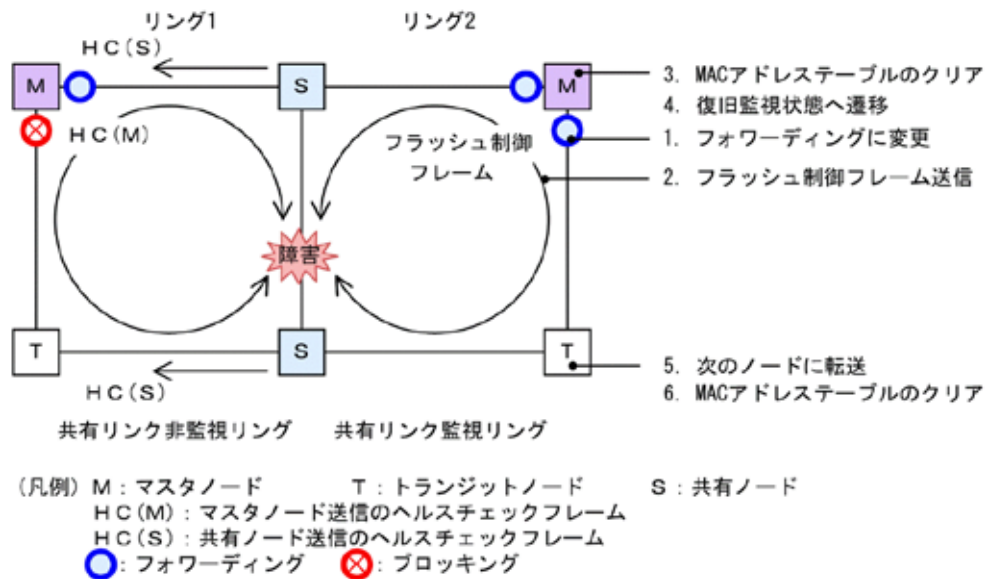 リング1
リング2
HC(S)
M
S
M
HC(M)
フラッシュ制御
フレーム
3. MACアドレステーブルのクリア
4. 復旧監視状態へ遷移
1. フォワーディングに変更
2. フラッシュ制御フレーム送信
障害
T
S
T
HC(S)
5. 次のノードに転送
6. MACアドレステーブルのクリア
共有リンク非監視リング
共有リンク監視リング
(凡例) M:マスタノード T:トランジットノード S:共有ノード
HC(M):マスタノード送信のヘルスチェックフレーム
HC(S):共有ノード送信のヘルスチェックフレーム
:フォワーディング :ブロッキング